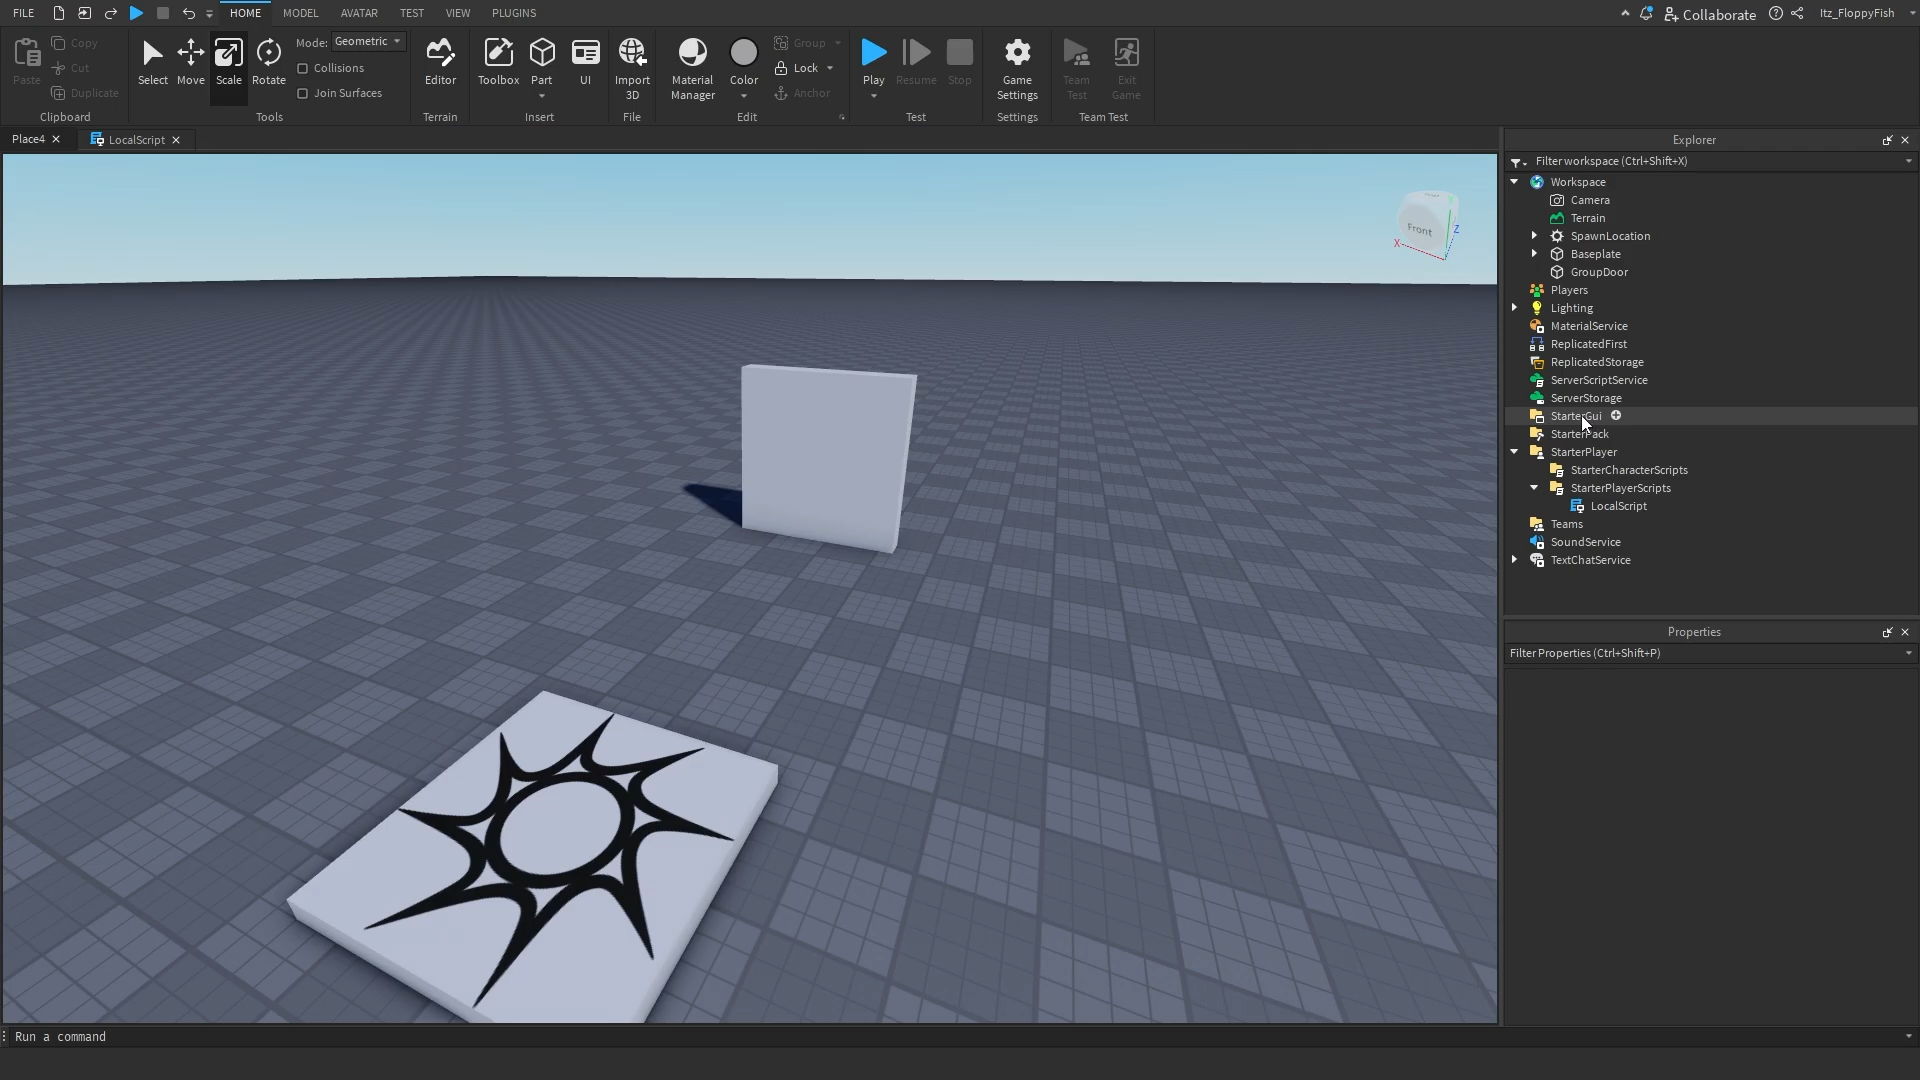 FILE HOME MODEL AVATAR TEST VIEW PLUGINS Collaborate Itz_FloppyFish
Paste
Copy
Cut
Duplicate
Clipboard
Select Move Scale Rotate
Mode: Geometric
Collisions
Join Surfaces
Tools
Editor
Terrain
Toolbox Part UI
Insert
Import
3D
File
Material
Manager
Color
Group
Lock
Anchor
Edit
Play Resume Stop
Test
Game
Settings
Settings
Team
Test
Exit
Game
Team Test
Place4
LocalScript
Front
X
Y
Z
Explorer
Filter workspace (Ctrl+Shift+X)
Workspace
Camera
Terrain
SpawnLocation
Baseplate
GroupDoor
Players
Lighting
MaterialService
ReplicatedFirst
ReplicatedStorage
ServerScriptService
ServerStorage
StarterGui
StarterPack
StarterPlayer
StarterCharacterScripts
StarterPlayerScripts
LocalScript
Teams
SoundService
TextChatService
Properties
Filter Properties (Ctrl+Shift+P)
Run a command